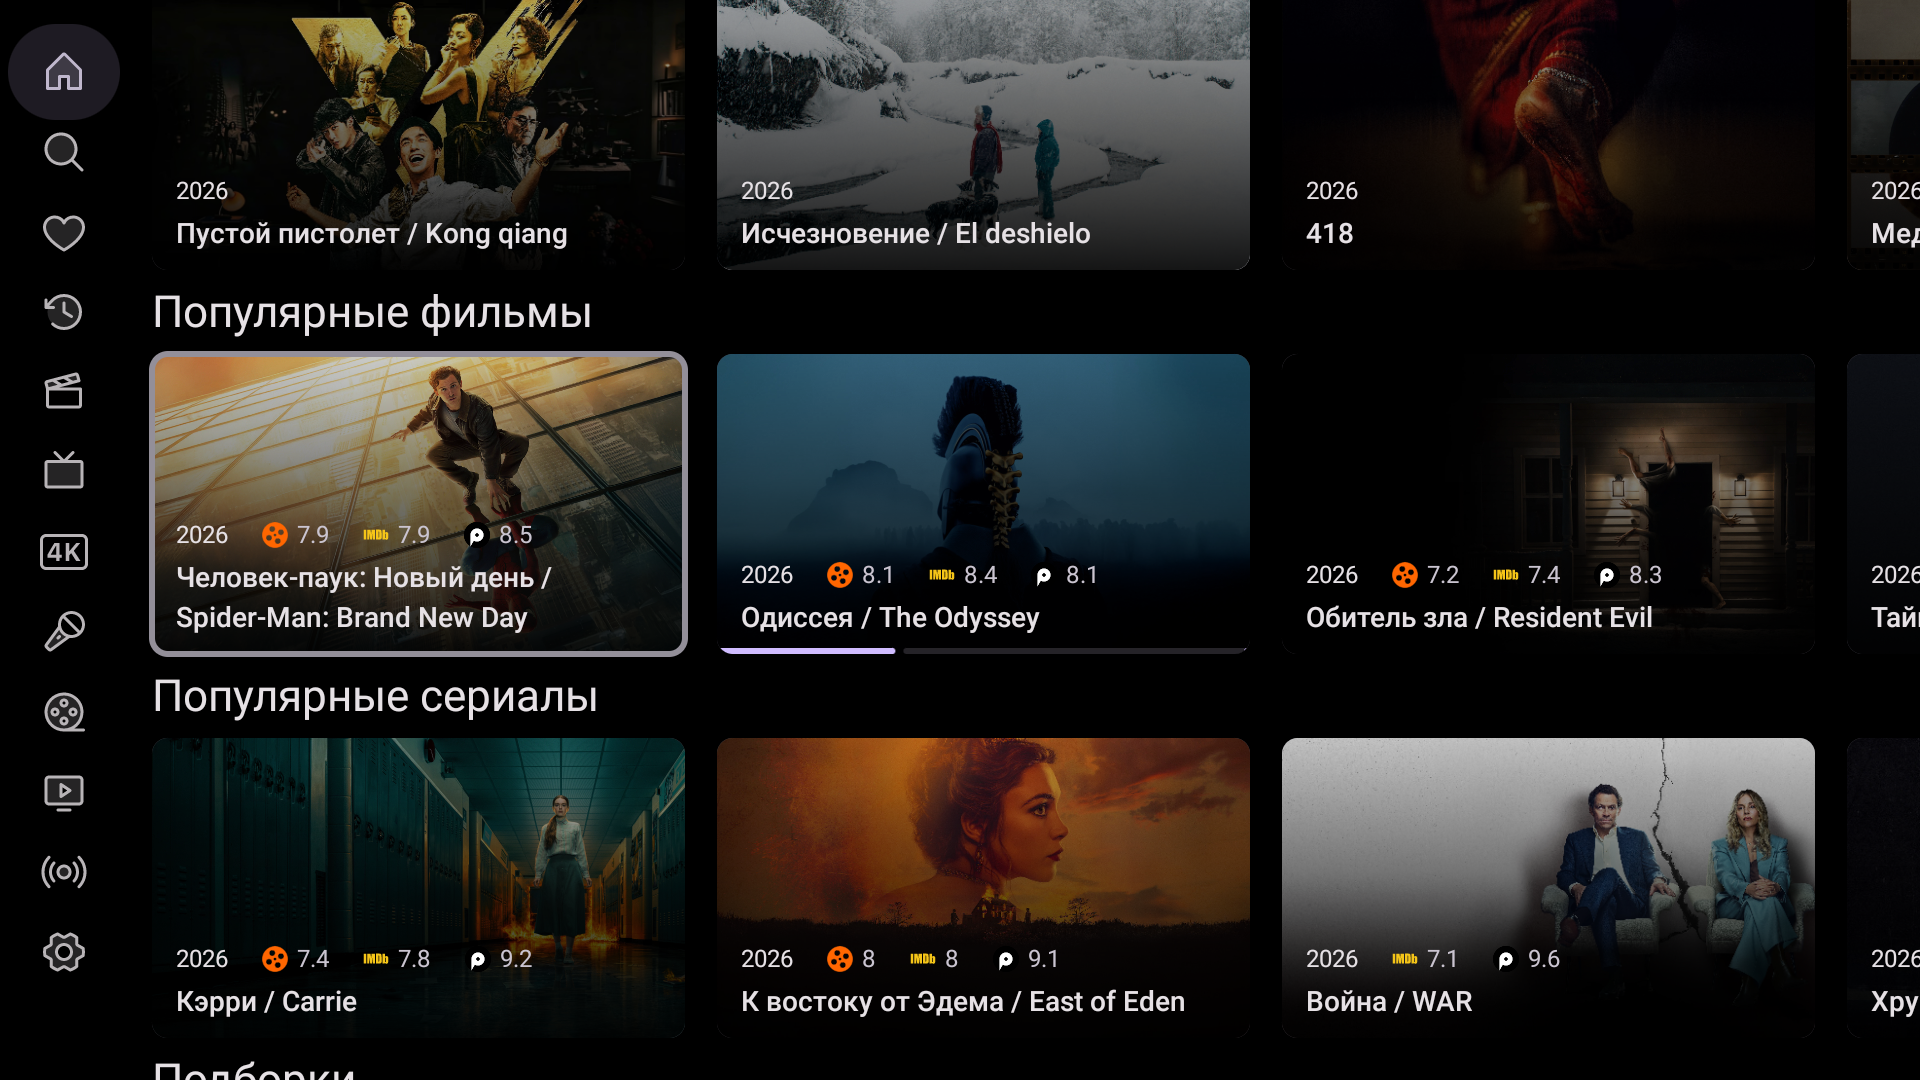 2026
Пустой пистолет / Kong qiang
2026
Исчезновение / El deshielo
2026
418
2026
Популярные фильмы
2026 7.9 IMDb 7.9 8.5
Человек-паук: Новый день /
Spider-Man: Brand New Day
2026 8.1 IMDb 8.4 8.1
Одиссея / The Odyssey
2026 7.2 IMDb 7.4 8.3
Обитель зла / Resident Evil
2026
4K
Популярные сериалы
2026 7.4 IMDb 7.8 9.2
Кэрри / Carrie
2026 8 IMDb 8 9.1
К востоку от Эдема / East of Eden
2026 IMDb 7.1 9.6
Война / WAR
2026
Подборки